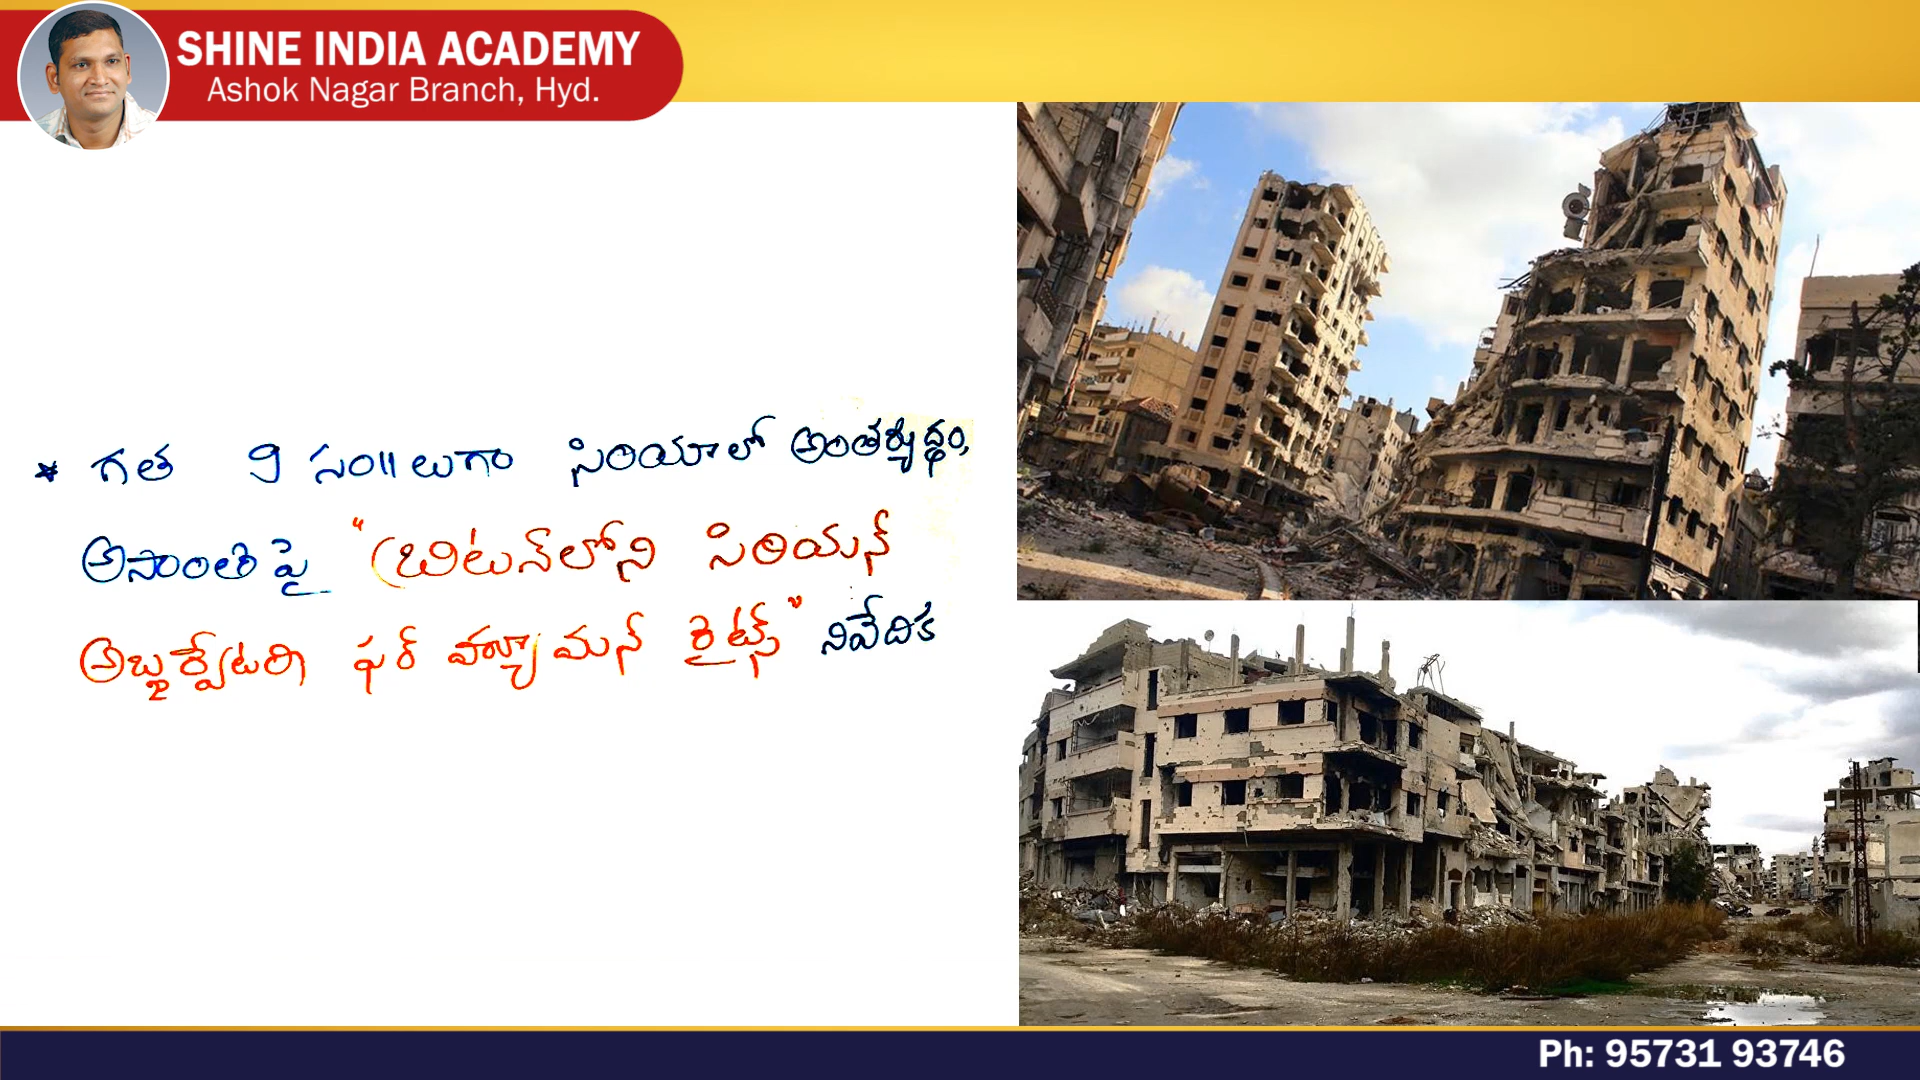 SHINE INDIA ACADEMY
Ashok Nagar Branch, Hyd.
* గత 9 సం॥లుగా సిరియాలో అంతర్యుద్ధం,
అశాంతి పై "బ్రిటన్‌లోని సిరియన్
అబ్జర్వేటరి ఫర్ హ్యూమన్ రైట్స్" నివేదిక
Ph: 95731 93746